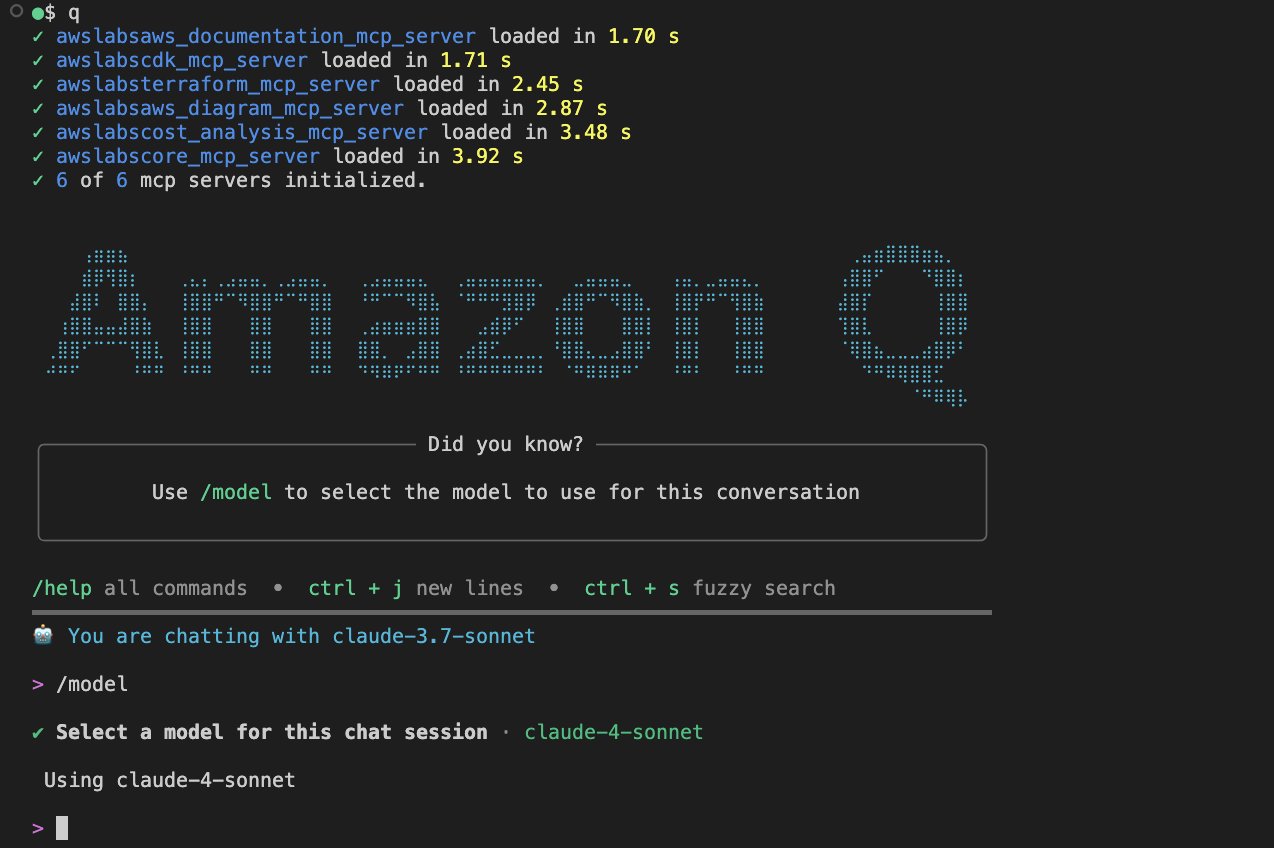 $ q
✓ awslabsaws_documentation_mcp_server loaded in 1.70 s
✓ awslabscdk_mcp_server loaded in 1.71 s
✓ awslabsterraform_mcp_server loaded in 2.45 s
✓ awslabsaws_diagram_mcp_server loaded in 2.87 s
✓ awslabscost_analysis_mcp_server loaded in 3.48 s
✓ awslabscore_mcp_server loaded in 3.92 s
✓ 6 of 6 mcp servers initialized.
Amazon Q
Did you know?
Use /model to select the model to use for this conversation
/help all commands • ctrl + j new lines • ctrl + s fuzzy search
🤖 You are chatting with claude-3.7-sonnet
> /model
✔ Select a model for this chat session · claude-4-sonnet
Using claude-4-sonnet
>